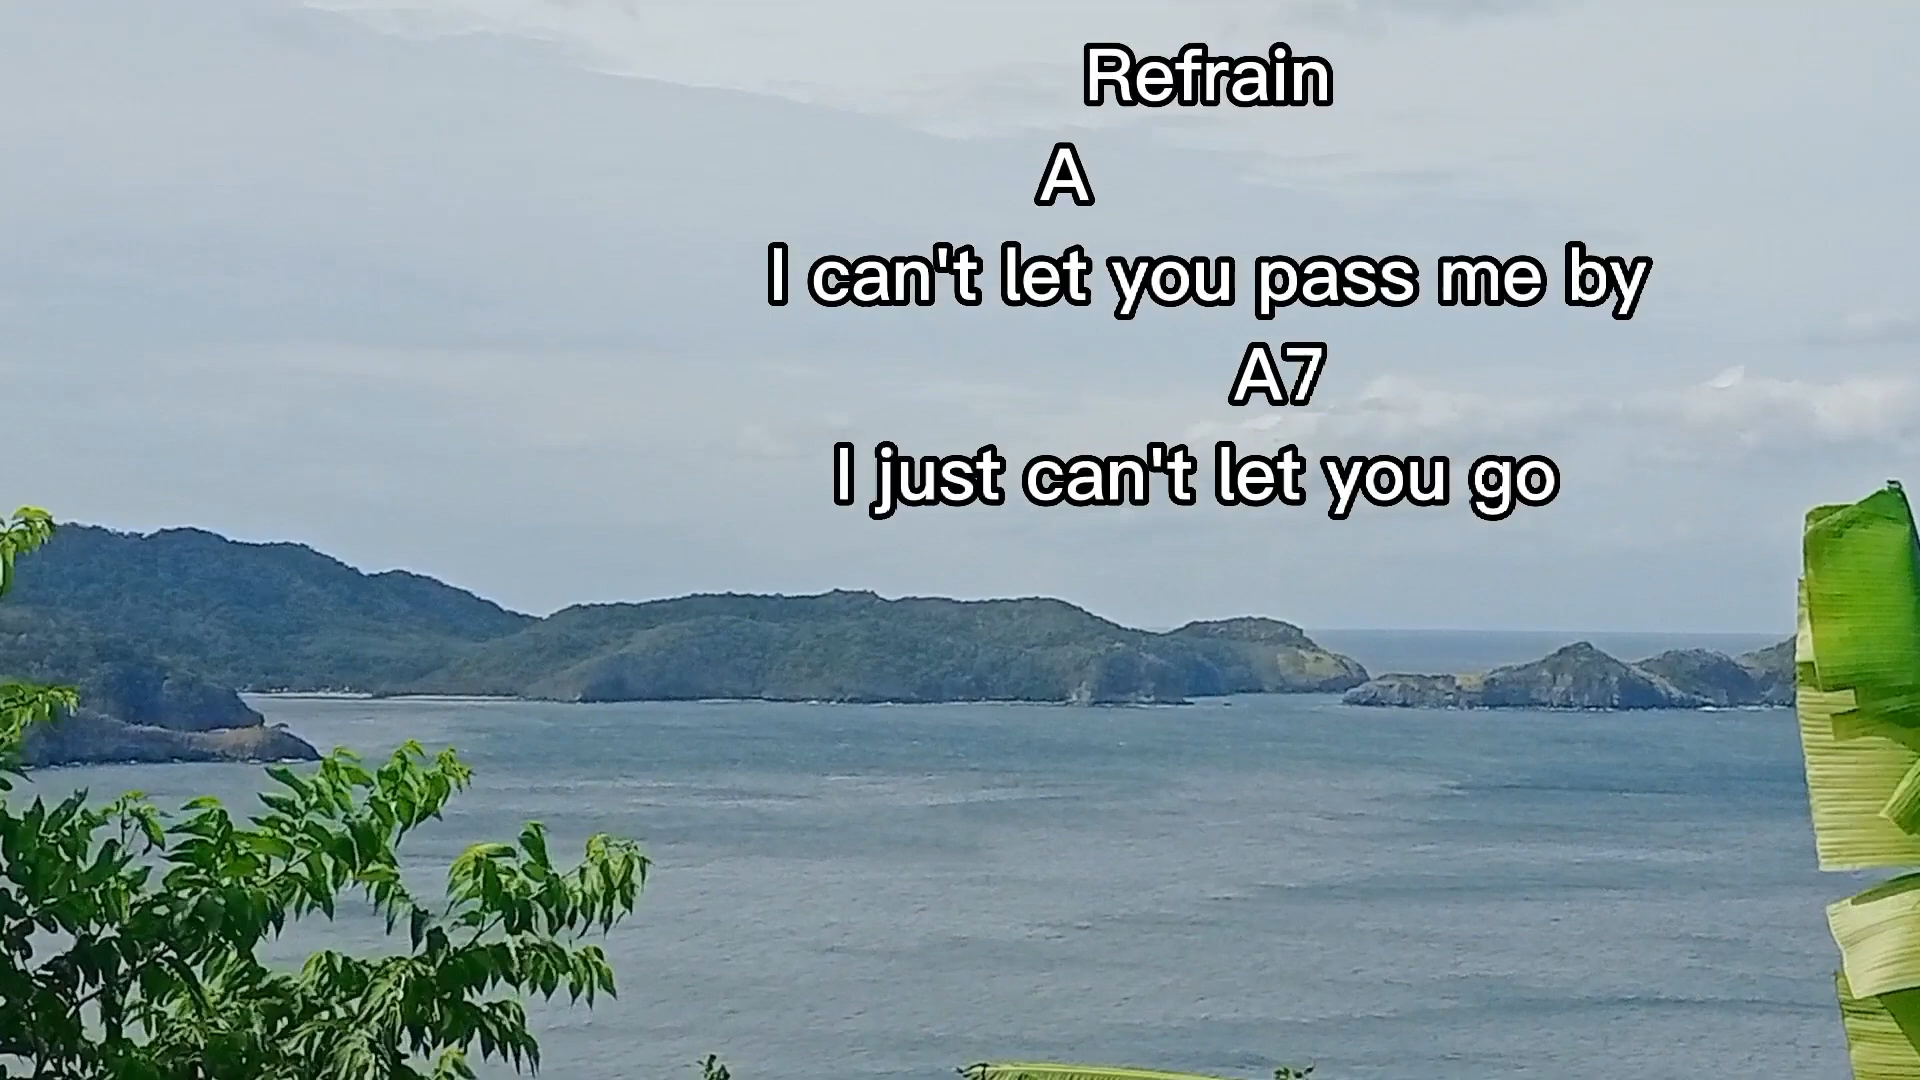 Refrain
A
I can't let you pass me by
A7
I just can't let you go